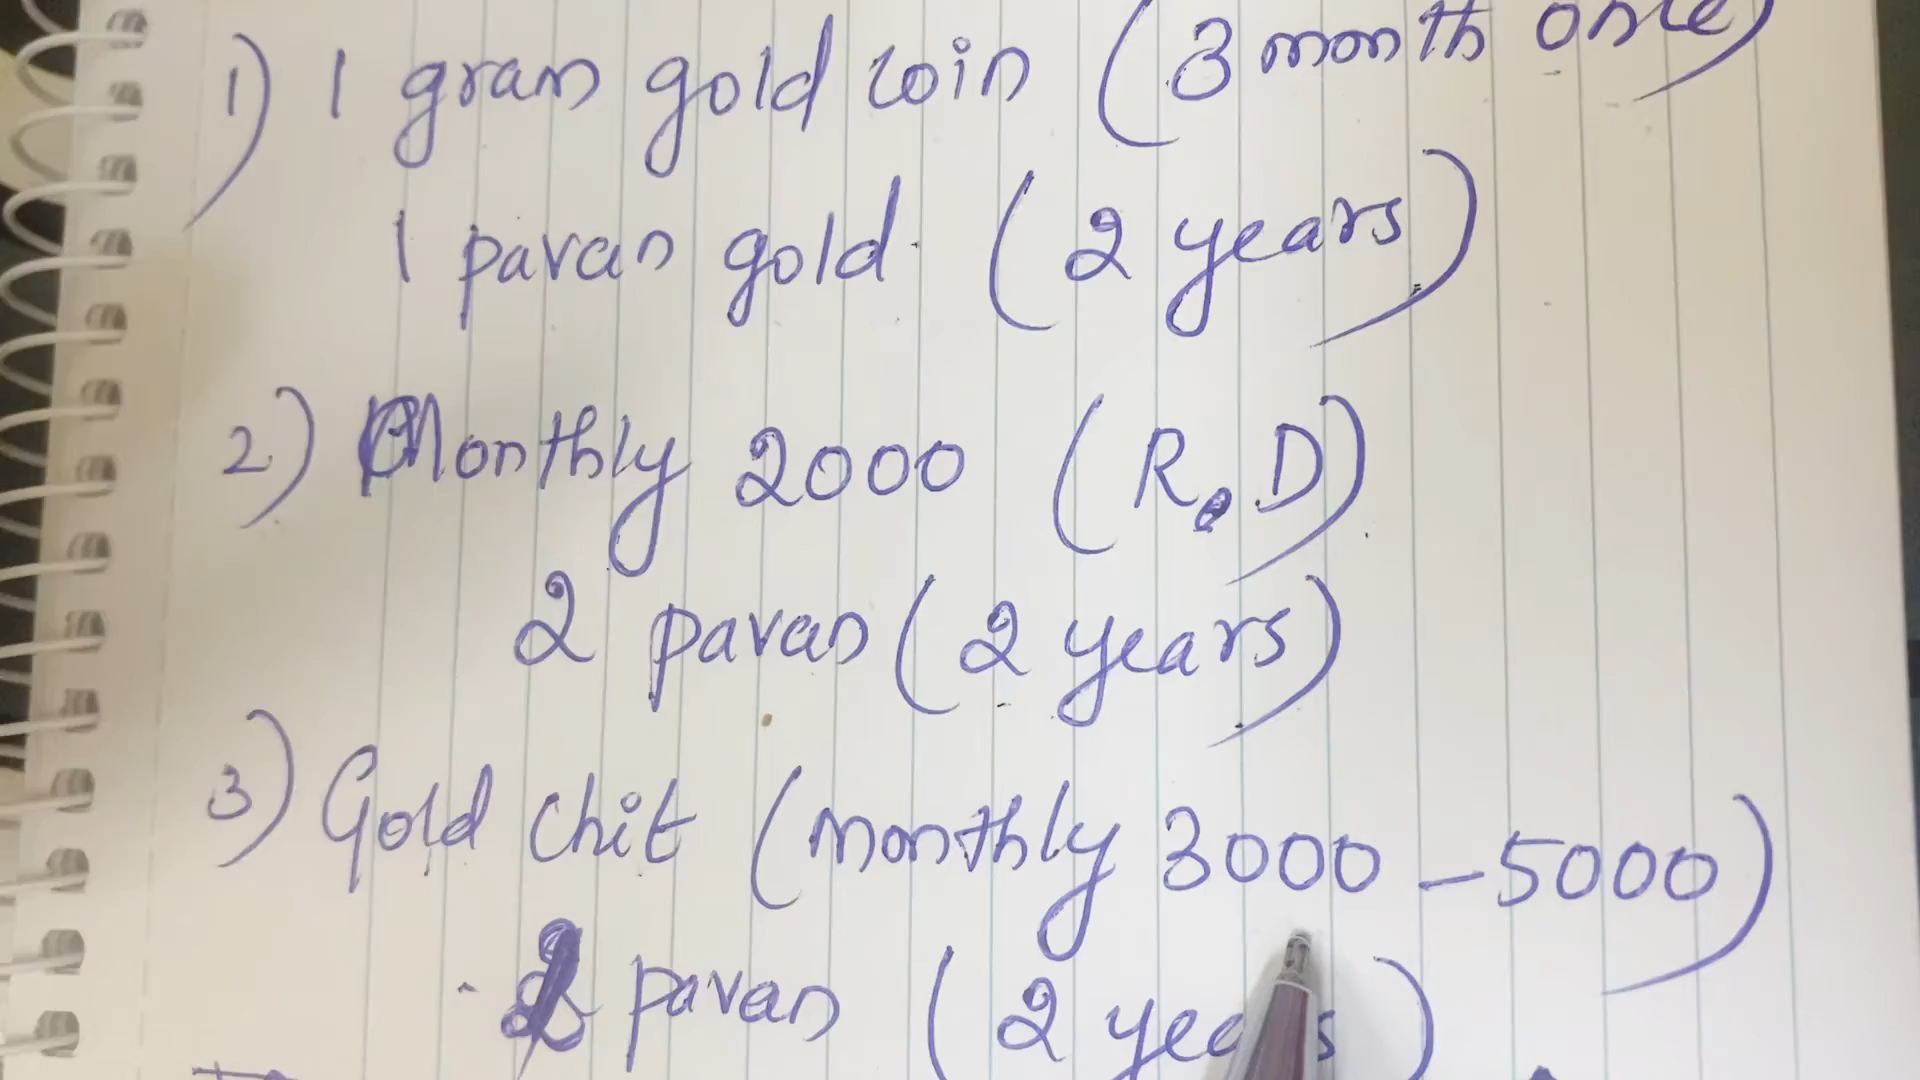 1) 1 gram gold coin (3 month once)
1 pavan gold (2 years)
2) Monthly 2000 (R.D)
2 pavan (2 years)
3) Gold chit (monthly 3000 - 5000)
pavan (2 years)